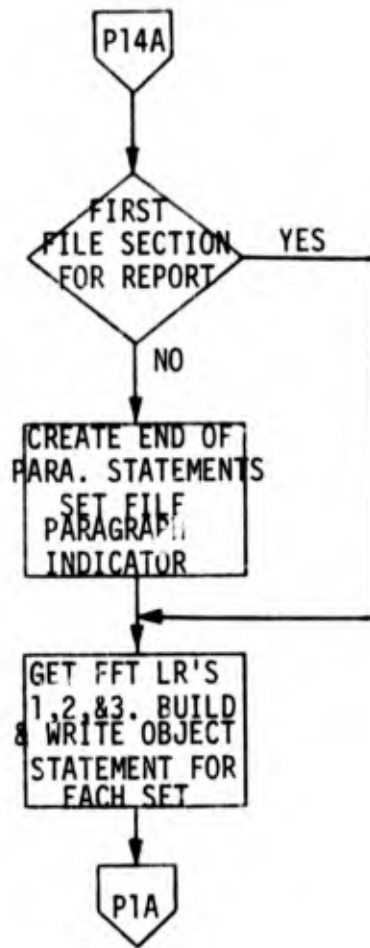 P14A
FIRST
FILE SECTION
FOR REPORT
YES
NO
CREATE END OF
PARA. STATEMENTS
SET FILE
PARAGRAPH
INDICATOR
GET FFT LR'S
1,2,&3. BUILD
& WRITE OBJECT
STATEMENT FOR
EACH SET
P1A